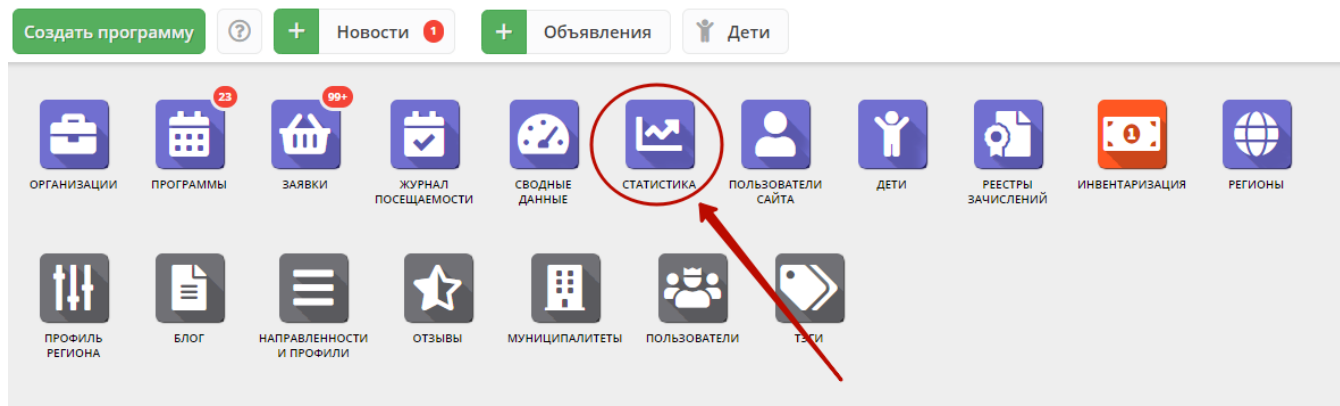 Создать программу
?
+ Новости 1
+ Объявления
Дети
23
99+
1
ОРГАНИЗАЦИИ
ПРОГРАММЫ
ЗАЯВКИ
ЖУРНАЛ
ПОСЕЩАЕМОСТИ
СВОДНЫЕ
ДАННЫЕ
СТАТИСТИКА
ПОЛЬЗОВАТЕЛИ
САЙТА
ДЕТИ
РЕЕСТРЫ
ЗАЧИСЛЕНИЙ
ИНВЕНТАРИЗАЦИЯ
РЕГИОНЫ
ПРОФИЛЬ
РЕГИОНА
БЛОГ
НАПРАВЛЕННОСТИ
И ПРОФИЛИ
ОТЗЫВЫ
МУНИЦИПАЛИТЕТЫ
ПОЛЬЗОВАТЕЛИ
ТЭГИ